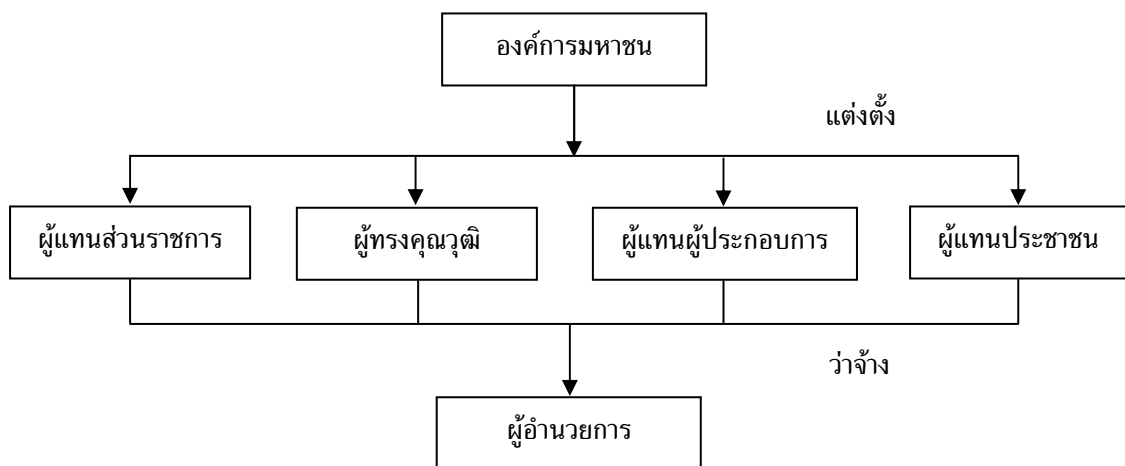 องค์การมหาชน
แต่งตั้ง
ผู้แทนส่วนราชการ
ผู้ทรงคุณวุฒิ
ผู้แทนผู้ประกอบการ
ผู้แทนประชาชน
ว่าจ้าง
ผู้อำนวยการ